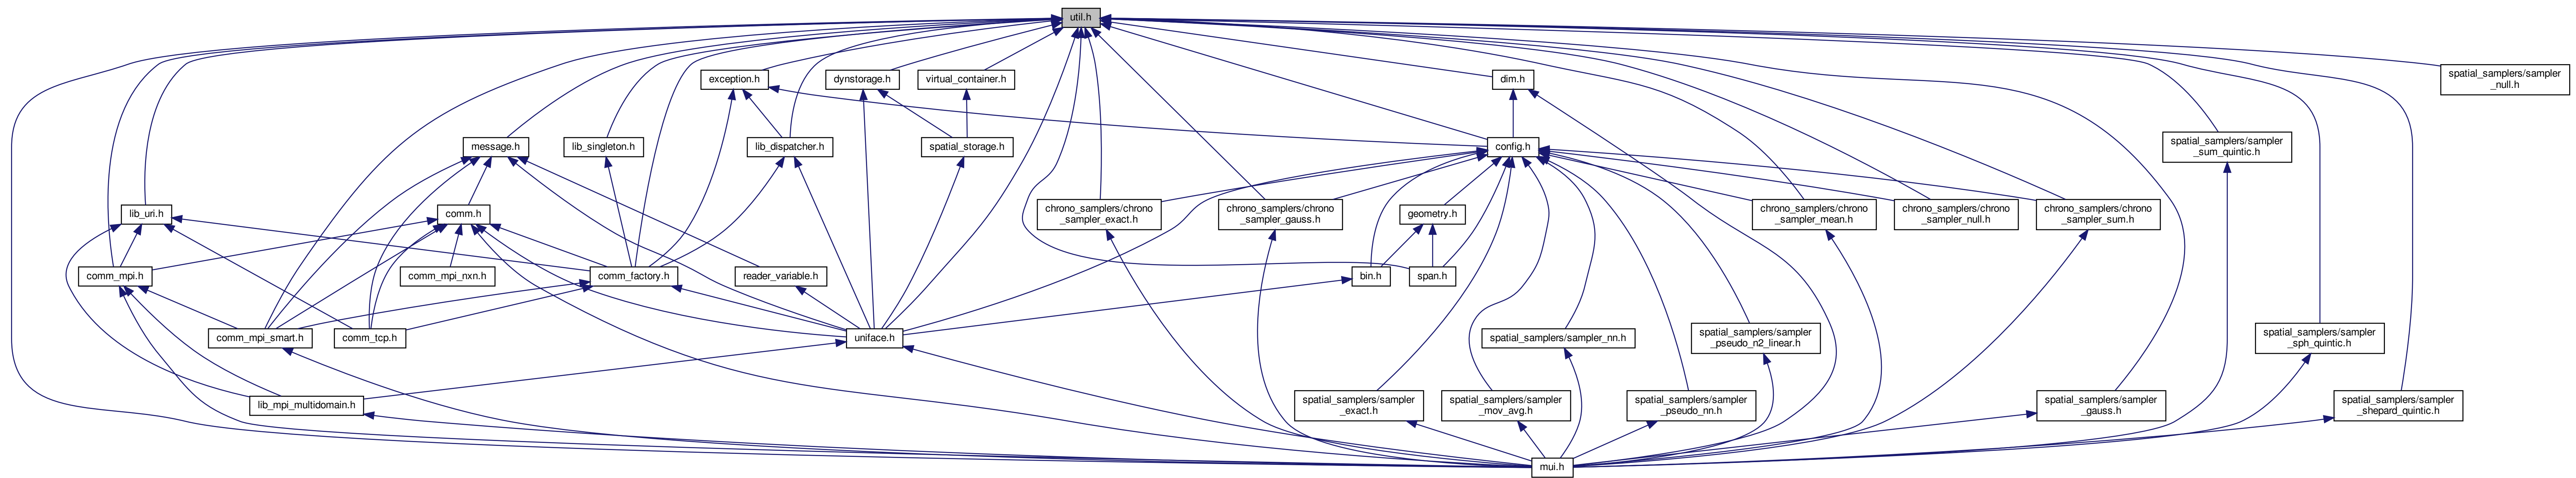 util.h
exception.h
dynstorage.h
virtual_container.h
dim.h
spatial_samplers/sampler
_null.h
message.h
lib_singleton.h
lib_dispatcher.h
spatial_storage.h
config.h
spatial_samplers/sampler
_sum_quintic.h
lib_uri.h
comm.h
chrono_samplers/chrono
_sampler_exact.h
chrono_samplers/chrono
_sampler_gauss.h
geometry.h
chrono_samplers/chrono
_sampler_mean.h
chrono_samplers/chrono
_sampler_null.h
chrono_samplers/chrono
_sampler_sum.h
comm_mpi.h
comm_mpi_nxn.h
comm_factory.h
reader_variable.h
bin.h
span.h
comm_mpi_smart.h
comm_tcp.h
uniface.h
spatial_samplers/sampler_nn.h
spatial_samplers/sampler
_pseudo_n2_linear.h
spatial_samplers/sampler
_sph_quintic.h
lib_mpi_multidomain.h
spatial_samplers/sampler
_exact.h
spatial_samplers/sampler
_mov_avg.h
spatial_samplers/sampler
_pseudo_nn.h
spatial_samplers/sampler
_gauss.h
spatial_samplers/sampler
_shepard_quintic.h
mui.h